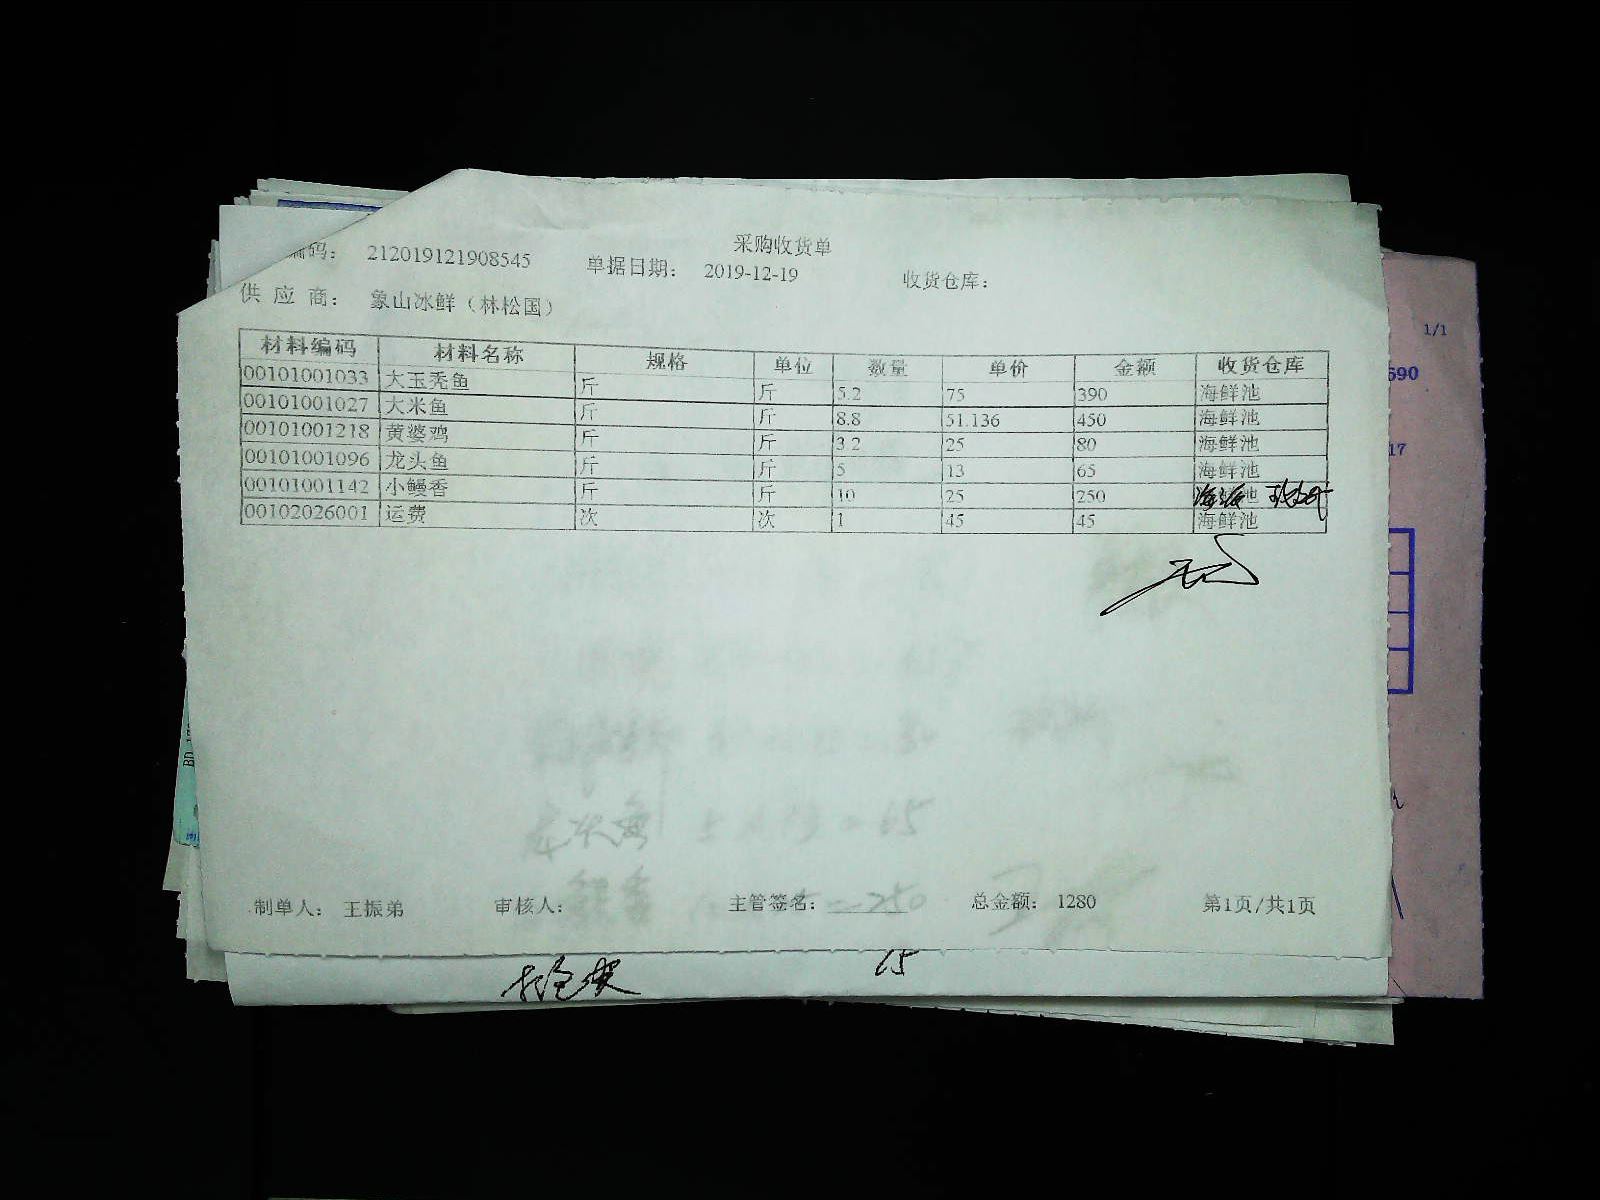 采购收货单
编码： 212019121908545 单据日期： 2019-12-19 收货仓库：
供 应 商： 象山冰鲜（林松国）
材料编码 材料名称 规格 单位 数量 单价 金额 收货仓库
00101001033 大玉秃鱼 斤 斤 5.2 75 390 海鲜池
00101001027 大米鱼 斤 斤 8.8 51.136 450 海鲜池
00101001218 黄婆鸡 斤 斤 3.2 25 80 海鲜池
00101001096 龙头鱼 斤 斤 5 13 65 海鲜池
00101001142 小鳗香 斤 斤 10 25 250 池
00102026001 运费 次 次 1 45 45 海鲜池
制单人： 王振弟 审核人： 主管签名： 总金额： 1280 第1页/共1页
1/1
690
17